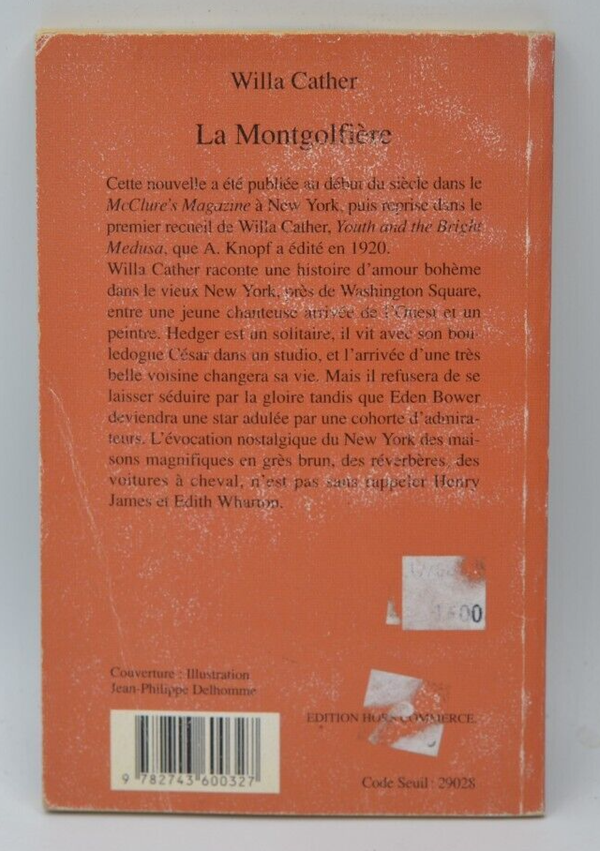 Willa Cather
La Montgolfière
Cette nouvelle a été publiée au début du siècle dans le
McClure's Magazine à New York, puis reprise dans le
premier recueil de Willa Cather, Youth and the Bright
Medusa, que A. Knopf a édité en 1920.
Willa Cather raconte une histoire d'amour bohème
dans le vieux New York, près de Washington Square,
entre une jeune chanteuse arrivée de l'Ouest et un
peintre. Hedger est un solitaire, il vit avec son bou-
ledogue César dans un studio, et l'arrivée d'une très
belle voisine changera sa vie. Mais il refusera de se
laisser séduire par la gloire tandis que Eden Bower
deviendra une star adulée par une cohorte d'admira-
teurs. L'évocation nostalgique du New York des mai-
sons magnifiques en grès brun, des réverbères, des
voitures à cheval, n'est pas sans rappeler Henry
James et Edith Wharton.
Couverture : Illustration
Jean-Philippe Delhomme
EDITION HORS COMMERCE.
9 782743 600327
Code Seuil : 29028